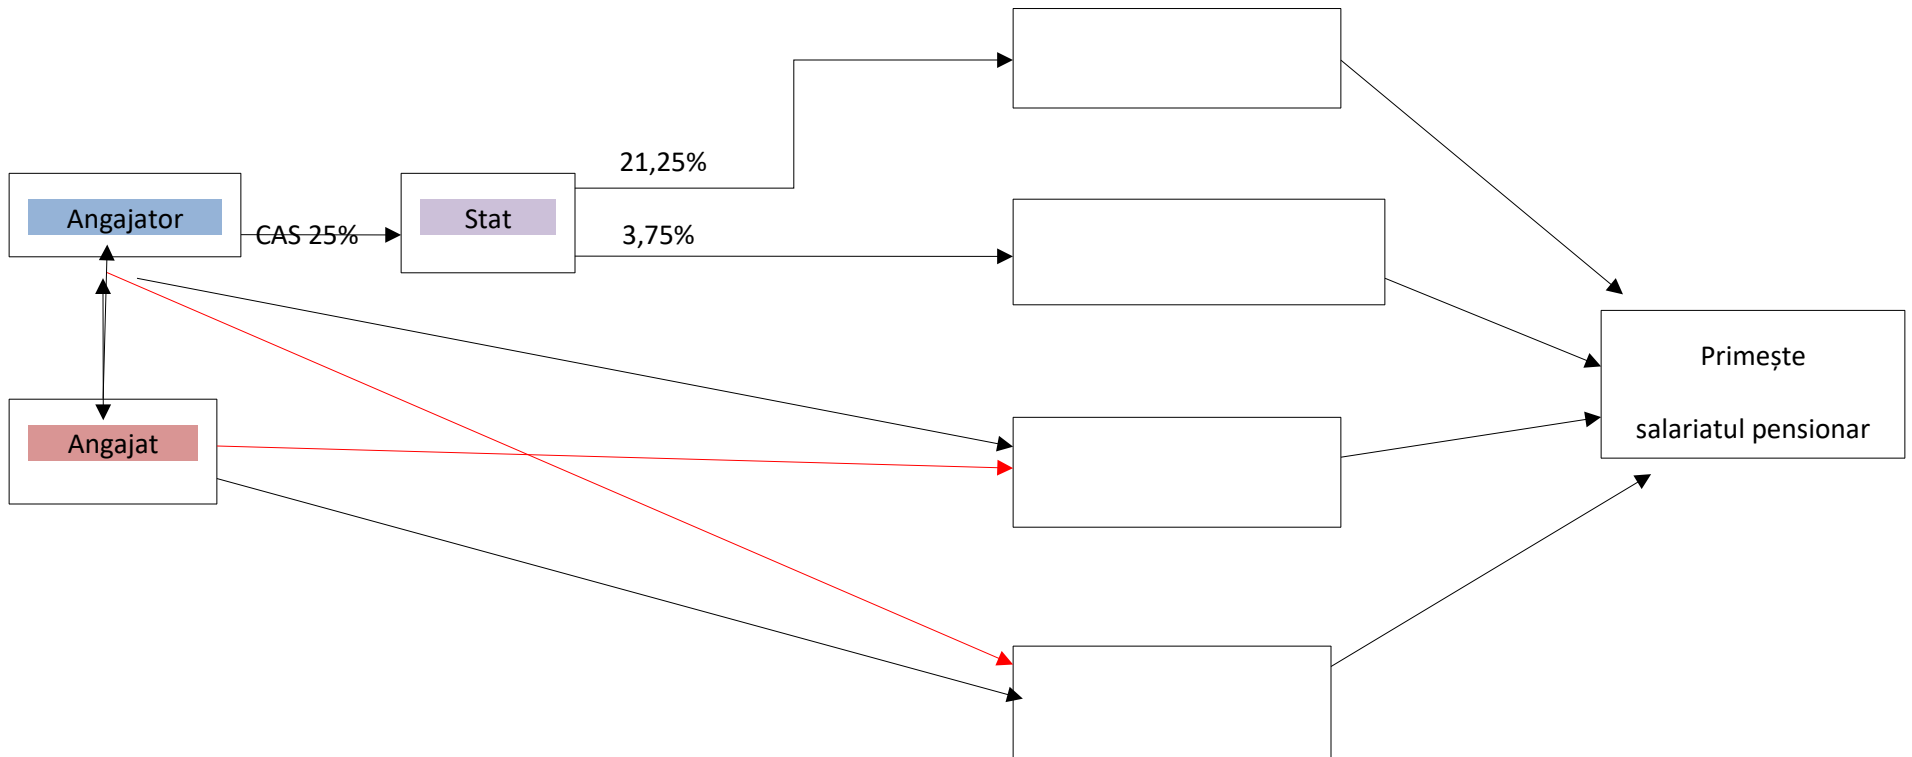 21,25%
Angajator
CAS 25%
Stat
3,75%
Primește
salariatul pensionar
Angajat